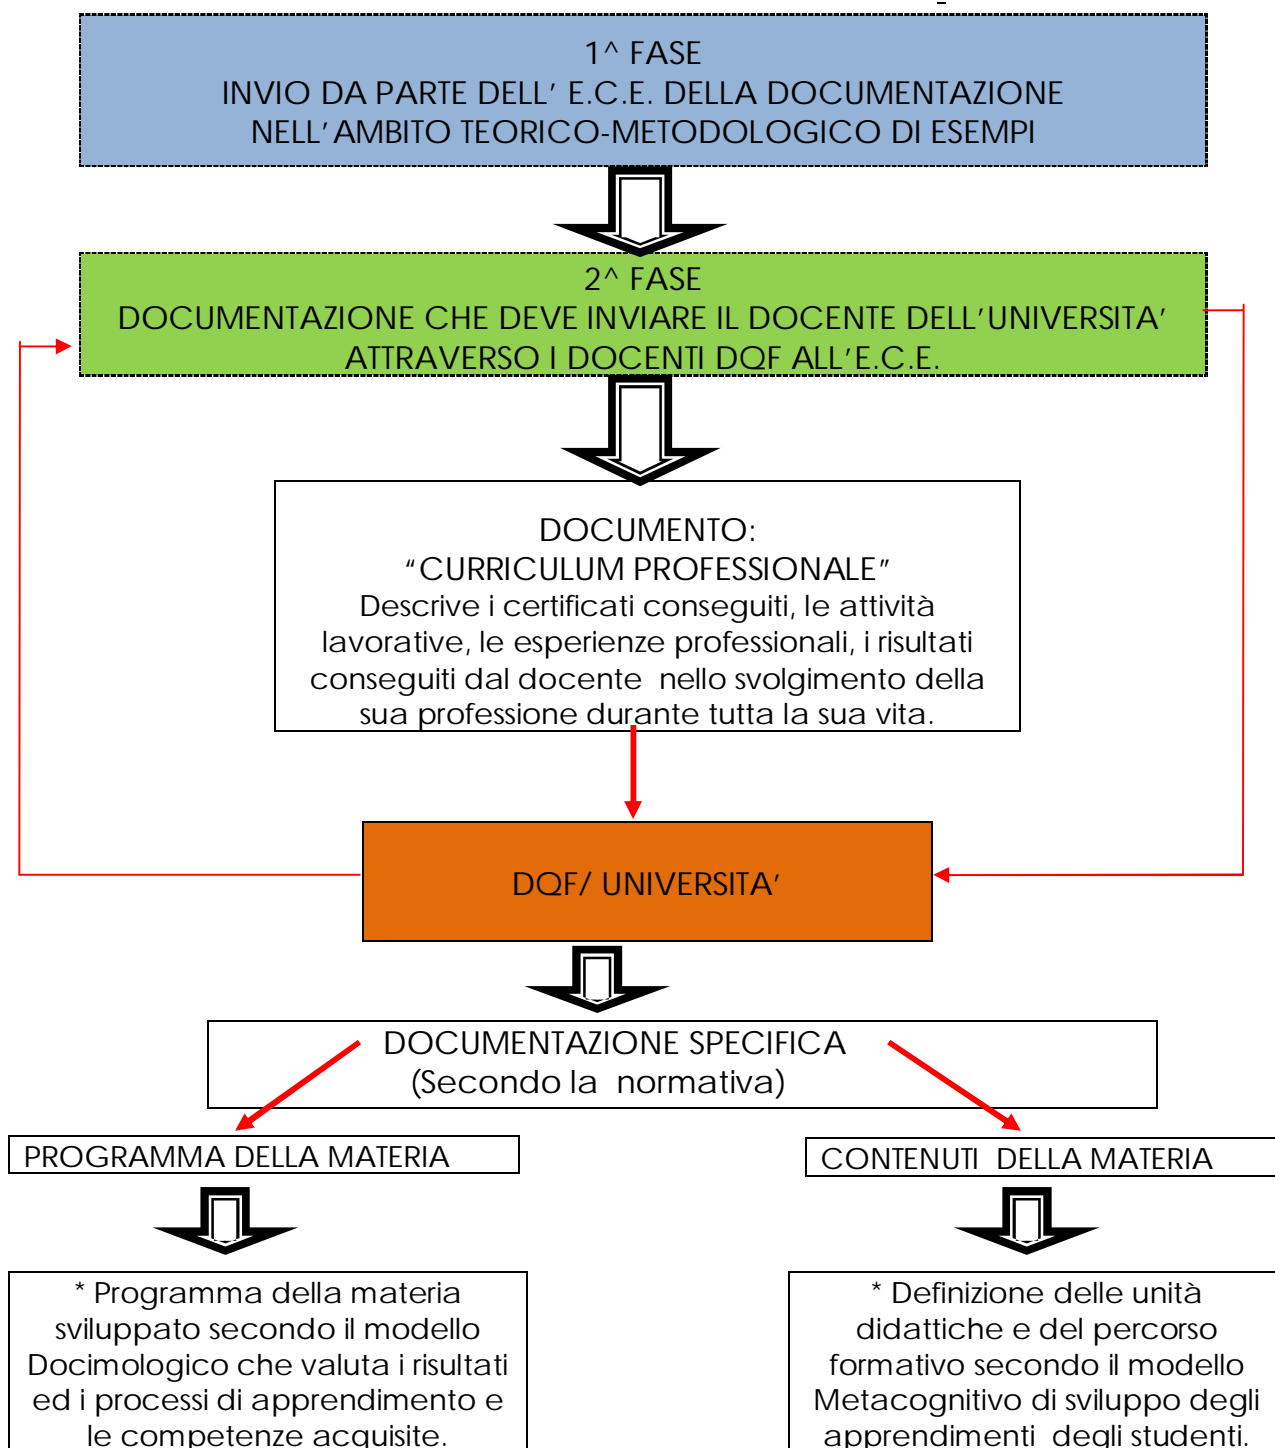 1^ FASE
INVIO DA PARTE DELL’ E.C.E. DELLA DOCUMENTAZIONE
NELL’AMBITO TEORICO-METODOLOGICO DI ESEMPI
2^ FASE
DOCUMENTAZIONE CHE DEVE INVIARE IL DOCENTE DELL’UNIVERSITA’
ATTRAVERSO I DOCENTI DQF ALL’E.C.E.
DOCUMENTO:
“CURRICULUM PROFESSIONALE”
Descrive i certificati conseguiti, le attività
lavorative, le esperienze professionali, i risultati
conseguiti dal docente nello svolgimento della
sua professione durante tutta la sua vita.
DQF/ UNIVERSITA’
DOCUMENTAZIONE SPECIFICA
(Secondo la normativa)
PROGRAMMA DELLA MATERIA
CONTENUTI DELLA MATERIA
* Programma della materia
sviluppato secondo il modello
Docimologico che valuta i risultati
ed i processi di apprendimento e
le competenze acquisite.
* Definizione delle unità
didattiche e del percorso
formativo secondo il modello
Metacognitivo di sviluppo degli
apprendimenti degli studenti.